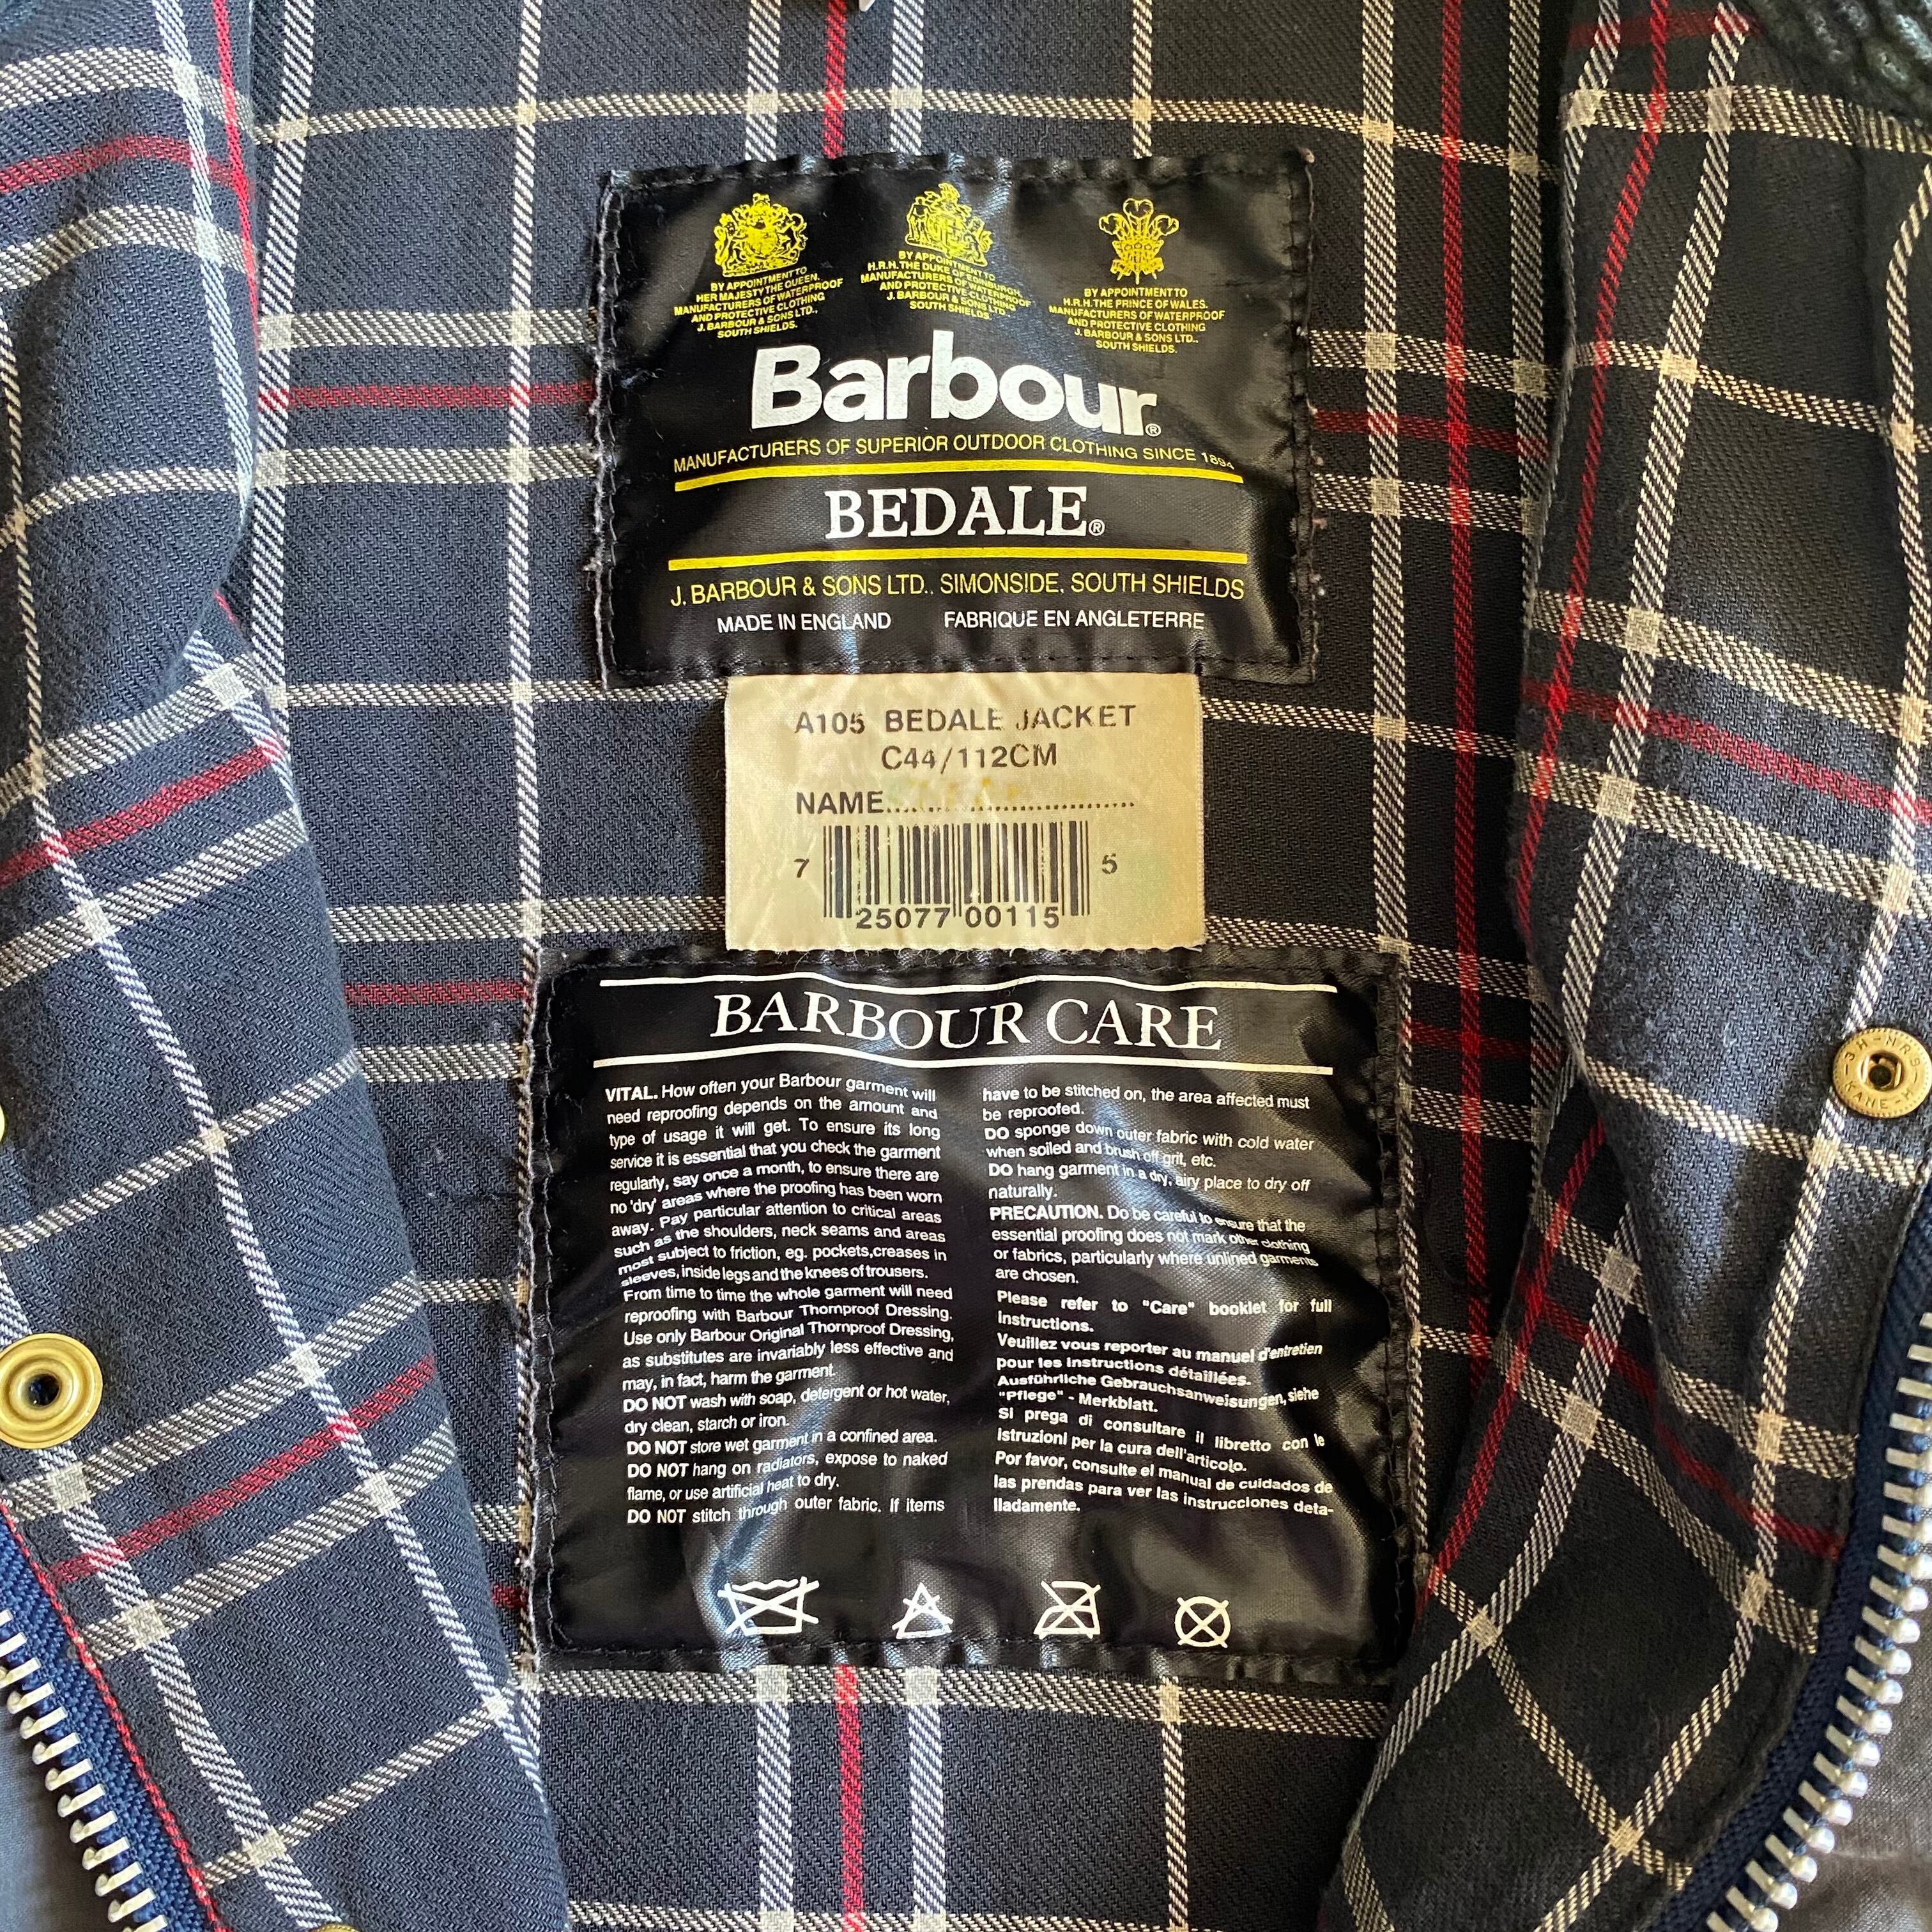 BY APPOINTMENT TO
HER MAJESTY THE QUEEN.
MANUFACTURERS OF WATERPROOF
AND PROTECTIVE CLOTHING
J. BARBOUR & SONS LTD.,
SOUTH SHIELDS.
BY APPOINTMENT TO
H.R.H. THE DUKE OF EDINBURGH.
MANUFACTURERS OF WATERPROOF
AND PROTECTIVE CLOTHING
J. BARBOUR & SONS LTD.,
SOUTH SHIELDS.
BY APPOINTMENT TO
H.R.H. THE PRINCE OF WALES.
MANUFACTURERS OF WATERPROOF
AND PROTECTIVE CLOTHING
J. BARBOUR & SONS LTD.,
SOUTH SHIELDS.
Barbour®
MANUFACTURERS OF SUPERIOR OUTDOOR CLOTHING SINCE 1894
BEDALE®
J. BARBOUR & SONS LTD., SIMONSIDE, SOUTH SHIELDS
MADE IN ENGLAND FABRIQUE EN ANGLETERRE
A105 BEDALE JACKET
C44/112CM
NAME..............................
7 25077 00115 5
BARBOUR CARE
VITAL. How often your Barbour garment will
need reproofing depends on the amount and
type of usage it will get. To ensure its long
service it is essential that you check the garment
regularly, say once a month, to ensure there are
no 'dry' areas where the proofing has been worn
away. Pay particular attention to critical areas
such as the shoulders, neck seams and areas
most subject to friction, eg. pockets,creases in
sleeves, inside legs and the knees of trousers.
From time to time the whole garment will need
reproofing with Barbour Thornproof Dressing.
Use only Barbour Original Thornproof Dressing,
as substitutes are invariably less effective and
may, in fact, harm the garment.
DO NOT wash with soap, detergent or hot water,
dry clean, starch or iron.
DO NOT store wet garment in a confined area.
DO NOT hang on radiators, expose to naked
flame, or use artificial heat to dry.
DO NOT stitch through outer fabric. If items
have to be stitched on, the area affected must
be reproofed.
DO sponge down outer fabric with cold water
when soiled and brush off grit, etc.
DO hang garment in a dry, airy place to dry off
naturally.
PRECAUTION. Do be careful to ensure that the
essential proofing does not mark other clothing
or fabrics, particularly where unlined garments
are chosen.
Please refer to "Care" booklet for full
instructions.
Veuillez vous reporter au manuel d'entretien
pour les instructions détaillées.
Ausführliche Gebrauchsanweisungen, siehe
"Pflege" - Merkblatt.
Si prega di consultare il libretto con le
istruzioni per la cura dell'articolo.
Por favor, consulte el manual de cuidados de
las prendas para ver las instrucciones deta-
lladamente.